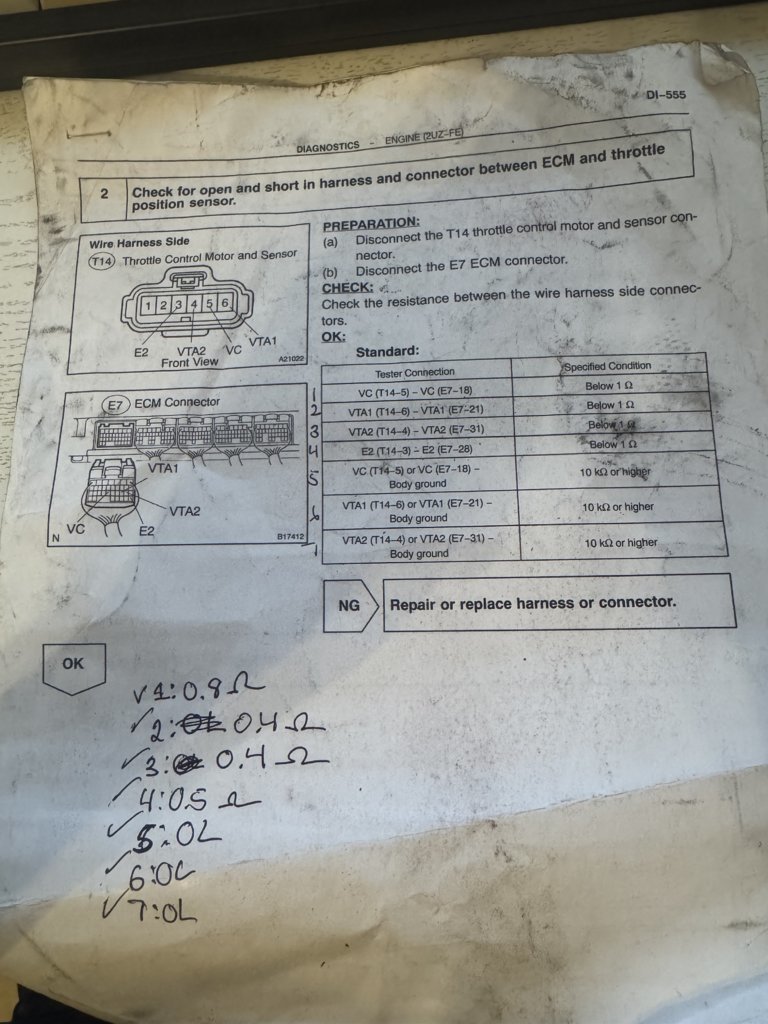 DI–555
DIAGNOSTICS – ENGINE (2UZ–FE)
2 Check for open and short in harness and connector between ECM and throttle
position sensor.
Wire Harness Side
T14 Throttle Control Motor and Sensor
1 2 3 4 5 6
E2 VTA2 VC VTA1
Front View
A21022
E7 ECM Connector
VTA1
VTA2
VC E2
N B17412
PREPARATION:
(a) Disconnect the T14 throttle control motor and sensor con-
nector.
(b) Disconnect the E7 ECM connector.
CHECK:
Check the resistance between the wire harness side connec-
tors.
OK:
Standard:
Tester Connection Specified Condition
1 VC (T14–5) – VC (E7–18) Below 1 Ω
2 VTA1 (T14–6) – VTA1 (E7–21) Below 1 Ω
3 VTA2 (T14–4) – VTA2 (E7–31) Below 1 Ω
4 E2 (T14–3) – E2 (E7–28) Below 1 Ω
5 VC (T14–5) or VC (E7–18) –
Body ground 10 kΩ or higher
6 VTA1 (T14–6) or VTA1 (E7–21) –
Body ground 10 kΩ or higher
VTA2 (T14–4) or VTA2 (E7–31) –
Body ground 10 kΩ or higher
NG Repair or replace harness or connector.
OK
✓ 1: 0.8 Ω
✓ 2: 0.4 Ω
✓ 3: 0.4 Ω
✓ 4: 0.5 Ω
✓ 5: OL
✓ 6: OL
✓ 7: OL